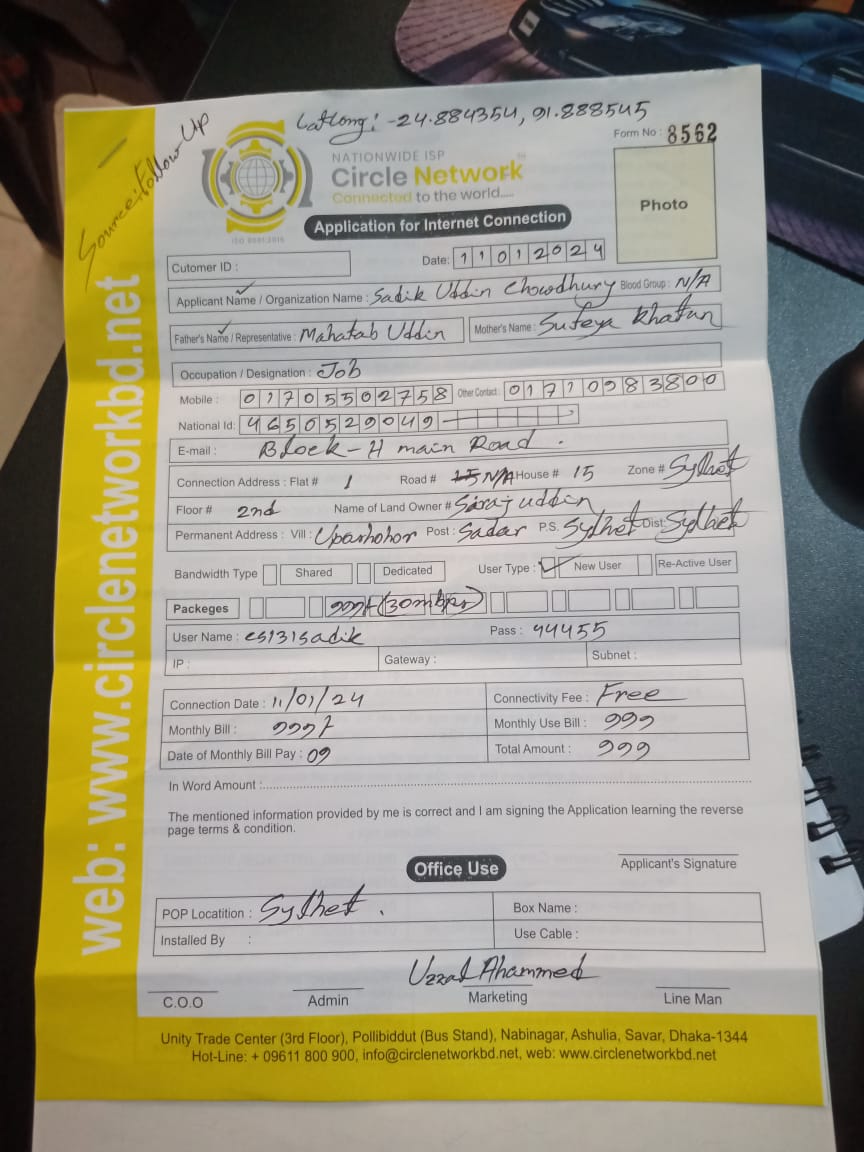 Source: Follow Up
Lat Long: -24.884354, 91.888545
Form No : 8562
NATIONWIDE ISP
Circle Network
Connected to the world.....
ISO 9001:2015
Photo
Application for Internet Connection
Cutomer ID : Date: 11012024
Applicant Name / Organization Name : Sadik Uddin Chowdhury Blood Group : N/A
Father's Name / Representative : Mahatab Uddin Mother's Name : Sufeya Khatun
Occupation / Designation : Job
Mobile : 01705502758 Other Contact : 01710983800
National Id: 4650529049
E-mail : Block-H main Road.
Connection Address : Flat # 1 Road # N/A House # 15 Zone # Sylhet
Floor # 2nd Name of Land Owner # Siraj uddin
Permanent Address : Vill : Uparhohor Post : Sadar P.S. Sylhet Dist: Sylhet
Bandwidth Type Shared Dedicated User Type : New User Re-Active User
Packeges 999/- (30mbps)
User Name : cs131sadik Pass : 44455
IP : Gateway : Subnet :
Connection Date : 11/01/24 Connectivity Fee : Free
Monthly Bill : 999/- Monthly Use Bill : 999
Date of Monthly Bill Pay : 09 Total Amount : 999
In Word Amount :
The mentioned information provided by me is correct and I am signing the Application learning the reverse
page terms & condition.
Applicant's Signature
Office Use
POP Locatition : Sylhet. Box Name :
Installed By : Use Cable :
Uzzal Ahammed
C.O.O Admin Marketing Line Man
Unity Trade Center (3rd Floor), Pollibiddut (Bus Stand), Nabinagar, Ashulia, Savar, Dhaka-1344
Hot-Line: + 09611 800 900, info@circlenetworkbd.net, web: www.circlenetworkbd.net
web: www.circlenetworkbd.net